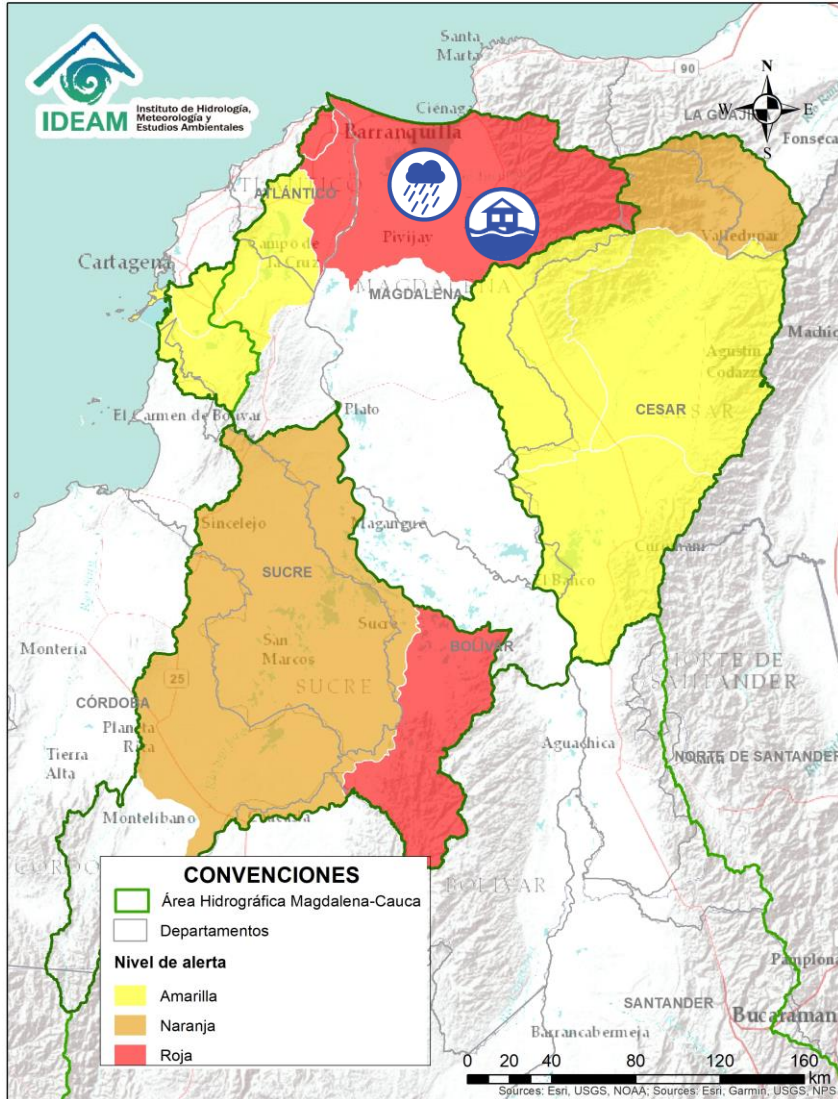 IDEAM
Instituto de Hidrología,
Meteorología y
Estudios Ambientales
Santa
Marta
90
N
W
E
S
LA GUAJIR
Fonseca
Ciénaga
Barranquilla
ATLÁNTICO
Campo de
la Cruz
Pivijay
Valledupar
Cartagena
MAGDALENA
MAGDALENA
Agustín
Codazzi
CESAR
El Carmen de Bolívar
Plato
Sincelejo
Magangué
SUCRE
Sucre
El Banco
San
Marcos
BOLÍVAR
Montería
SUCRE
NORTE DE
SANTANDER
25
CÓRDOBA
Planeta
Rica
Tierra
Alta
Aguachica
NORTE DE SANTANDER
Montelíbano
BOLÍVAR
CONVENCIONES
Área Hidrográfica Magdalena-Cauca
Departamentos
Nivel de alerta
Amarilla
Naranja
Roja
Pamplona
SANTANDER
Bucaraman
Barrancabermeja
0 20 40 80 120 160
Km
Sources: Esri, USGS, NOAA; Sources: Esri, Garmin, USGS, NPS